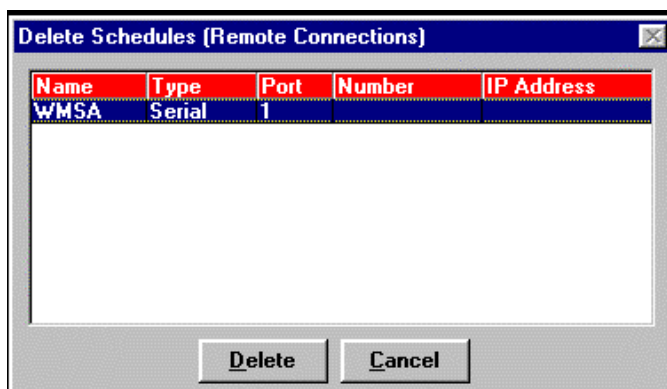 Delete Schedules (Remote Connections)
Name Type Port Number IP Address
WMSA Serial 1
Delete Cancel